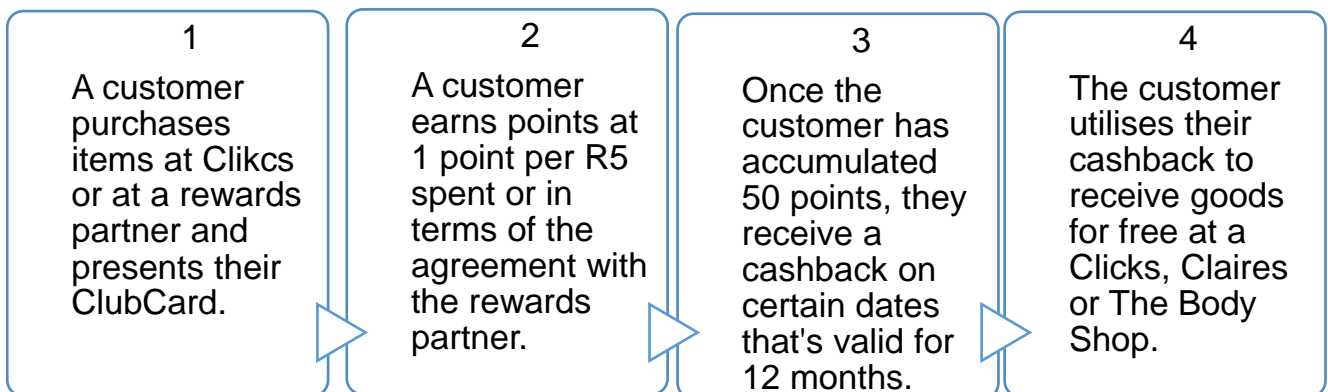 1
A customer
purchases
items at Clikcs
or at a rewards
partner and
presents their
ClubCard.
2
A customer
earns points at
1 point per R5
spent or in
terms of the
agreement with
the rewards
partner.
3
Once the
customer has
accumulated
50 points, they
receive a
cashback on
certain dates
that's valid for
12 months.
4
The customer
utilises their
cashback to
receive goods
for free at a
Clicks, Claires
or The Body
Shop.